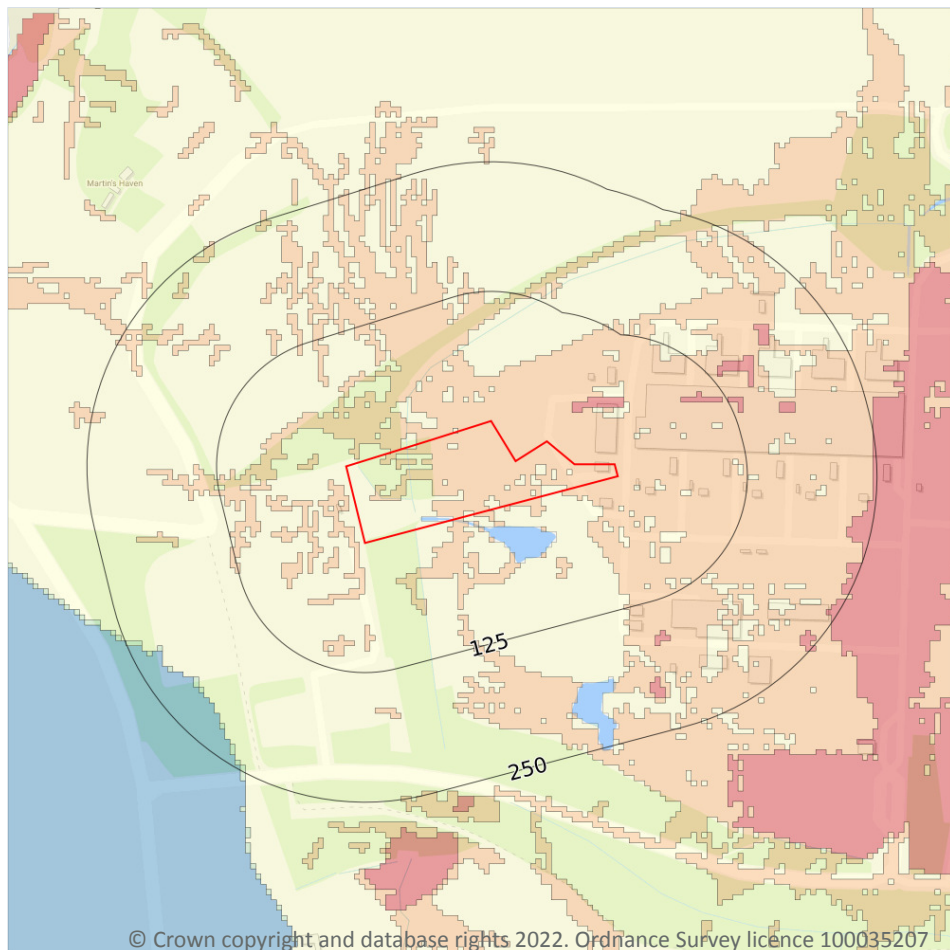 Martin's Haven
125
250
© Crown copyright and database rights 2022. Ordnance Survey licence 100035207